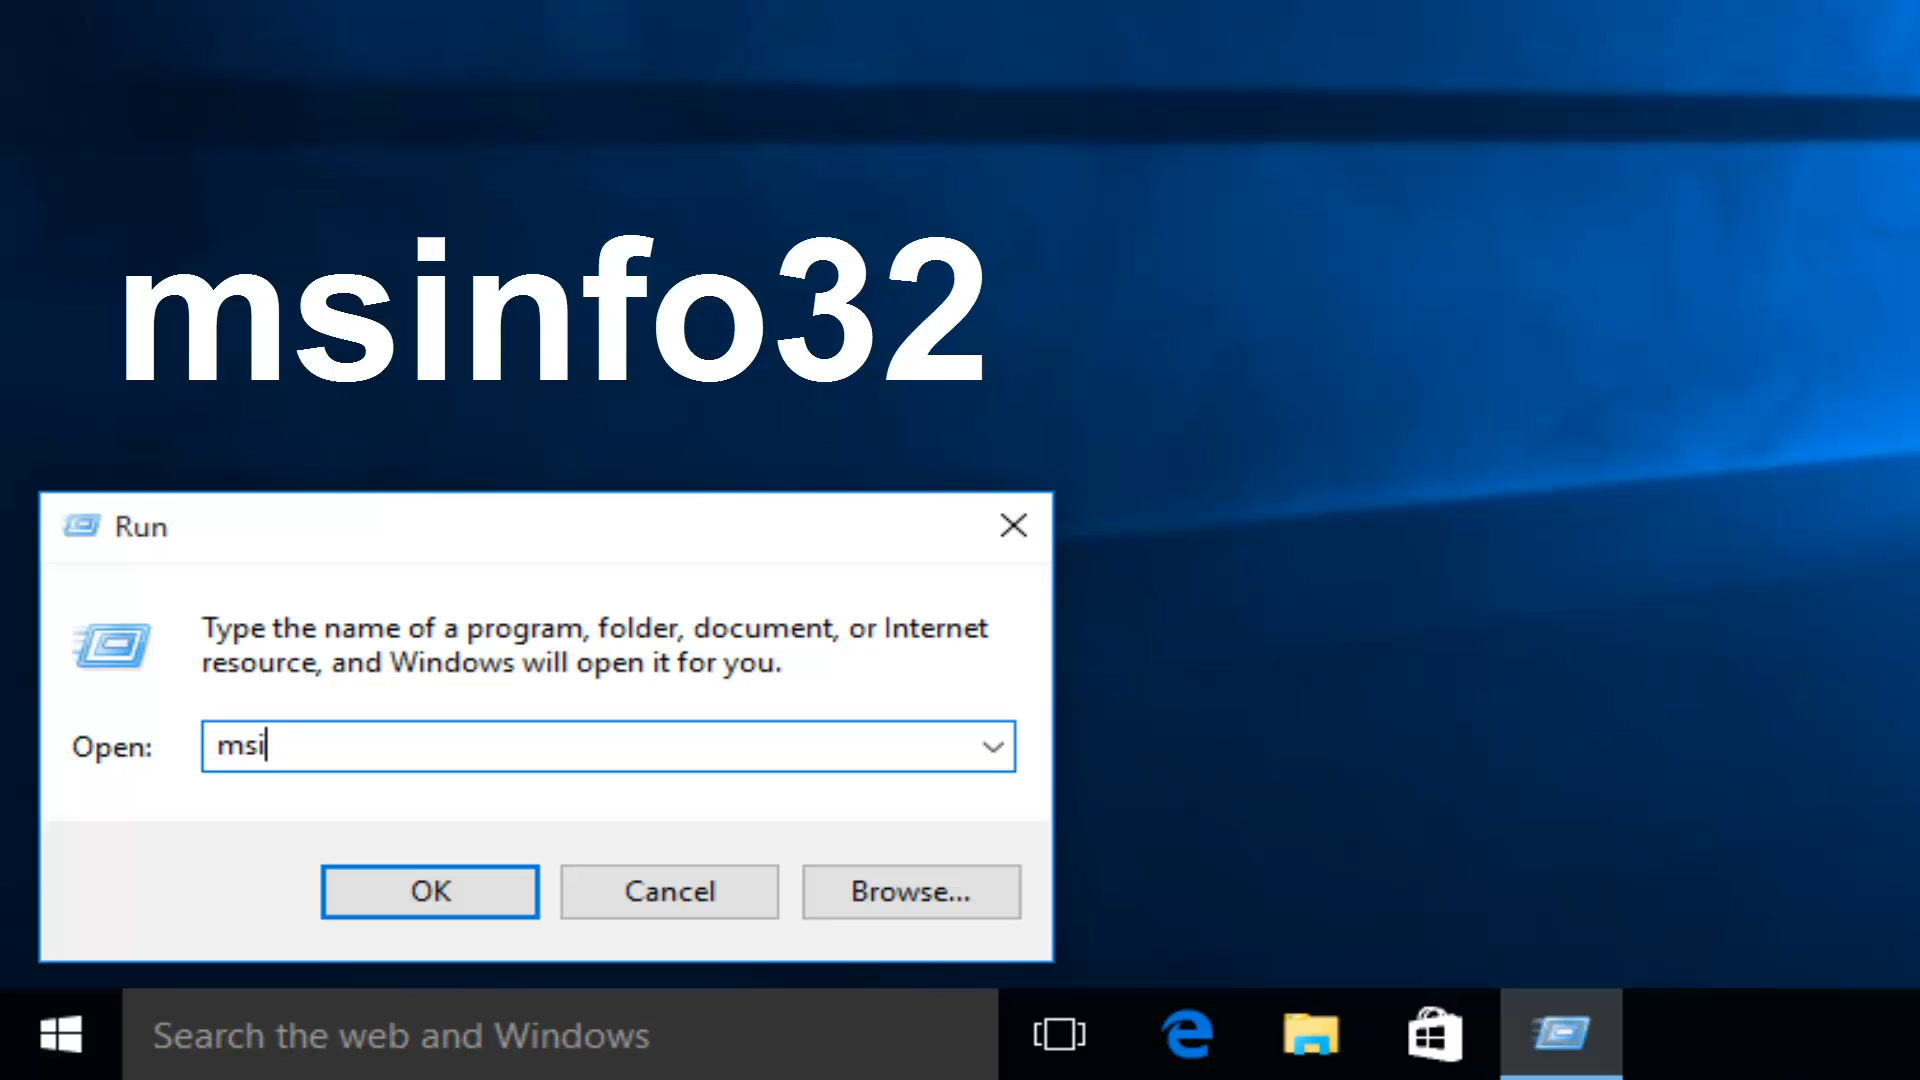 msinfo32
Run
Type the name of a program, folder, document, or Internet
resource, and Windows will open it for you.
Open:
msi
OK
Cancel
Browse...
Search the web and Windows